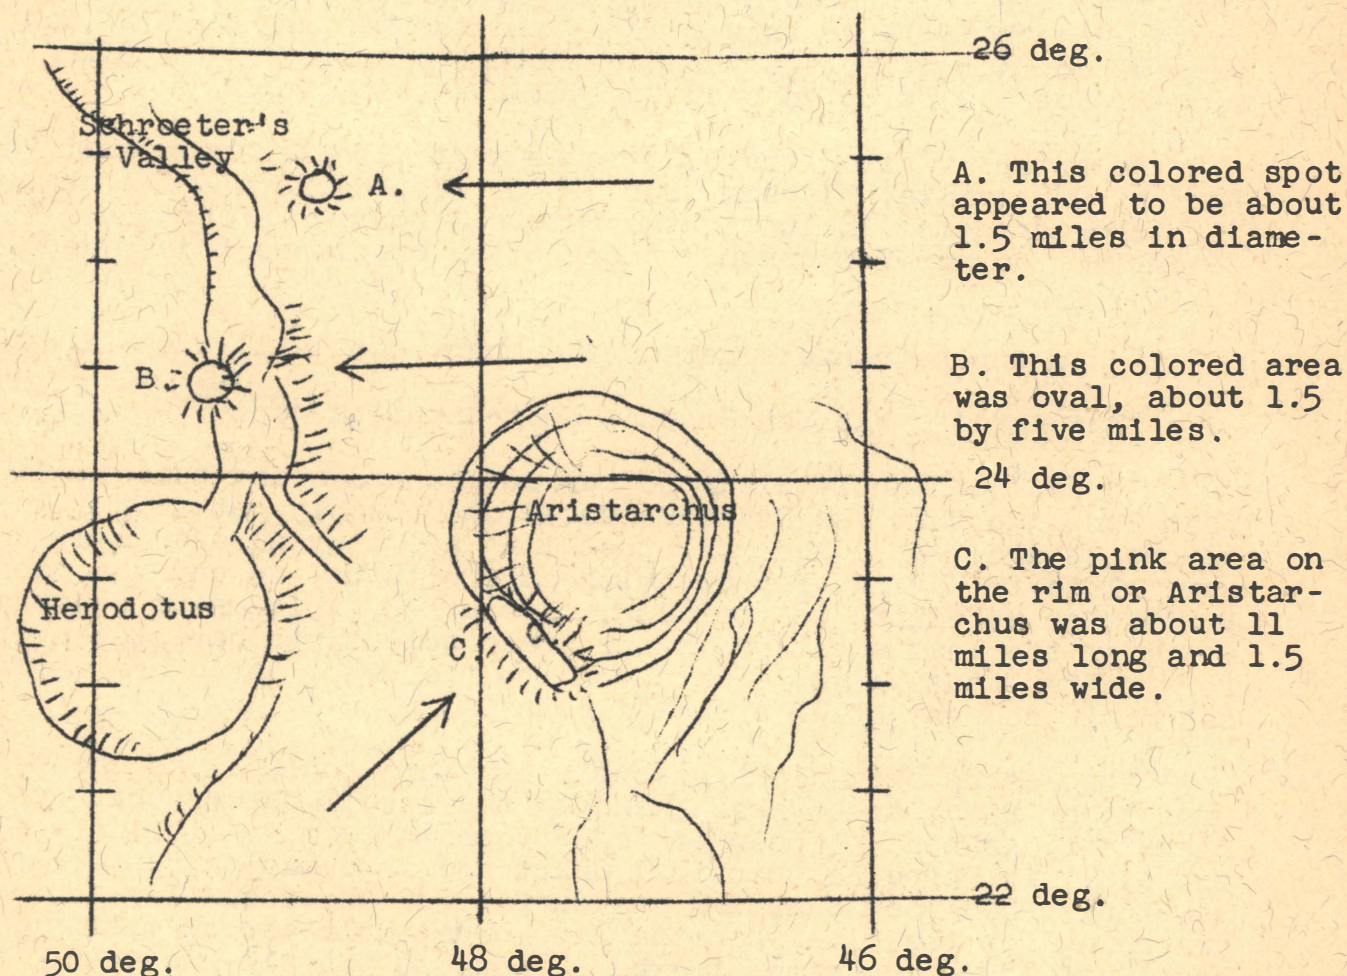 26 deg.
Schroeter's
Valley
A.
A. This colored spot
appeared to be about
1.5 miles in diame-
ter.
B.
B. This colored area
was oval, about 1.5
by five miles.
24 deg.
Aristarchus
Herodotus
C.
C.
C. The pink area on
the rim or Aristar-
chus was about 11
miles long and 1.5
miles wide.
22 deg.
50 deg.
48 deg.
46 deg.